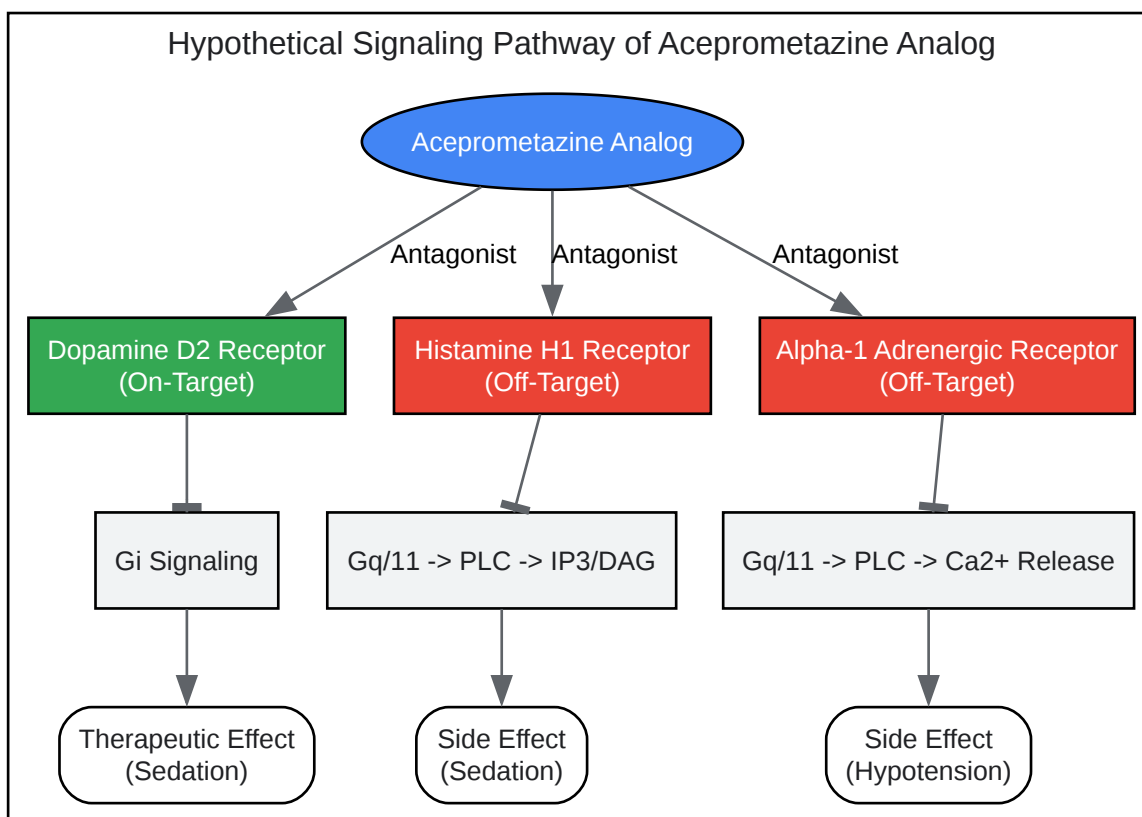 Hypothetical Signaling Pathway of Aceprometazine Analog
Aceprometazine Analog
Antagonist
Antagonist
Antagonist
Dopamine D2 Receptor
(On-Target)
Histamine H1 Receptor
(Off-Target)
Alpha-1 Adrenergic Receptor
(Off-Target)
Gi Signaling
Gq/11 -> PLC -> IP3/DAG
Gq/11 -> PLC -> Ca2+ Release
Therapeutic Effect
(Sedation)
Side Effect
(Sedation)
Side Effect
(Hypotension)